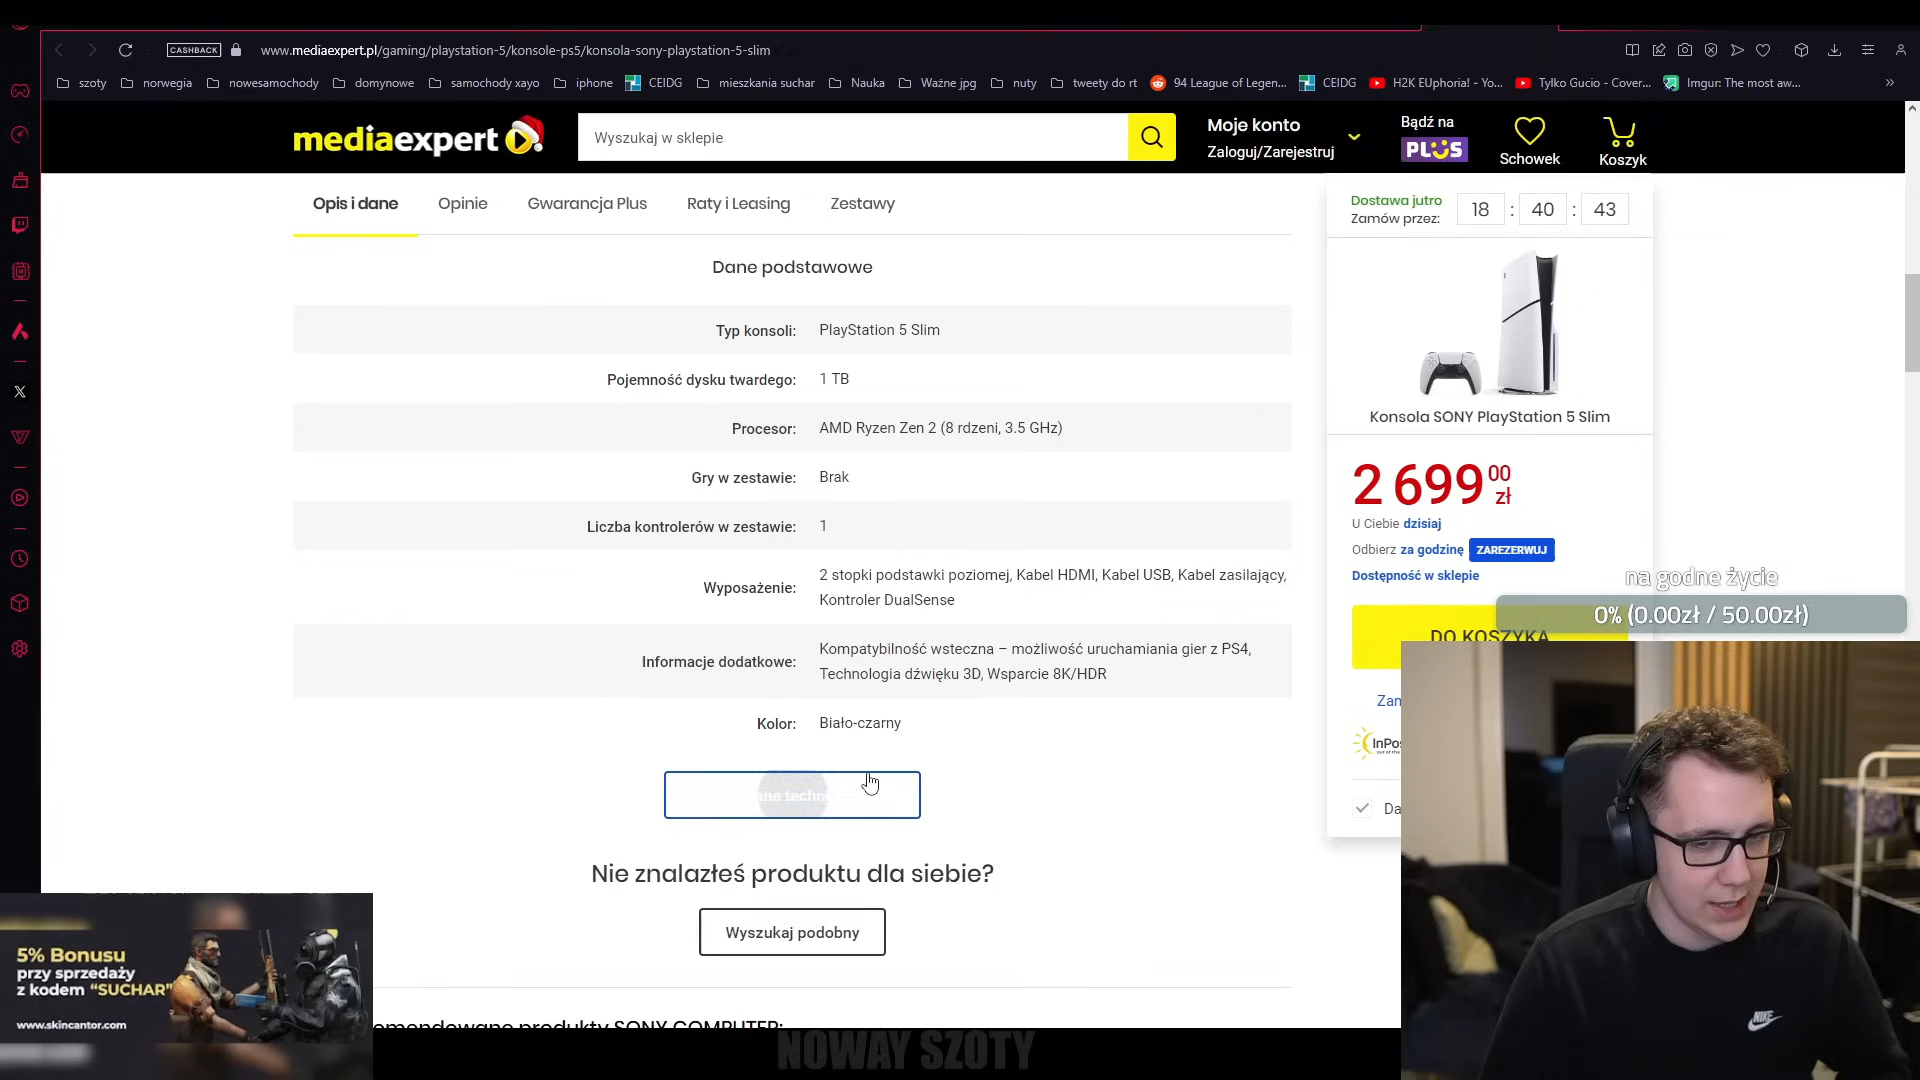 CASHBACK
www.mediaexpert.pl/gaming/playstation-5/konsole-ps5/konsola-sony-playstation-5-slim
szoty
norwegia
nowesamochody
domynowe
samochody xayo
iphone
CEIDG
mieszkania suchar
Nauka
Ważne jpg
nuty
tweety do rt
94 League of Legen...
CEIDG
H2K EUphoria! - Yo...
Tylko Gucio - Cover...
Imgur: The most aw...
mediaexpert
Wyszukaj w sklepie
Moje konto
Zaloguj/Zarejestruj
Bądź na
PLUS
Schowek
Koszyk
Opis i dane
Opinie
Gwarancja Plus
Raty i Leasing
Zestawy
Dostawa jutro
Zamów przez:
18 : 40 : 43
Dane podstawowe
Typ konsoli: PlayStation 5 Slim
Pojemność dysku twardego: 1 TB
Procesor: AMD Ryzen Zen 2 (8 rdzeni, 3.5 GHz)
Gry w zestawie: Brak
Liczba kontrolerów w zestawie: 1
Wyposażenie: 2 stopki podstawki poziomej, Kabel HDMI, Kabel USB, Kabel zasilający,
Kontroler DualSense
Informacje dodatkowe: Kompatybilność wsteczna – możliwość uruchamiania gier z PS4,
Technologia dźwięku 3D, Wsparcie 8K/HDR
Kolor: Biało-czarny
Nie znalazłeś produktu dla siebie?
Wyszukaj podobny
omendowane produkty SONY COMPUTER:
Konsola SONY PlayStation 5 Slim
2 699 00 zł
U Ciebie dzisiaj
Odbierz za godzinę ZAREZERWUJ
Dostępność w sklepie
na godne życie
0% (0.00zł / 50.00zł)
DO KOSZYKA
Zam
InPos
Da
5% Bonusu
przy sprzedaży
z kodem “SUCHAR”
www.skincantor.com
NOWAY SZOTY
NIKE